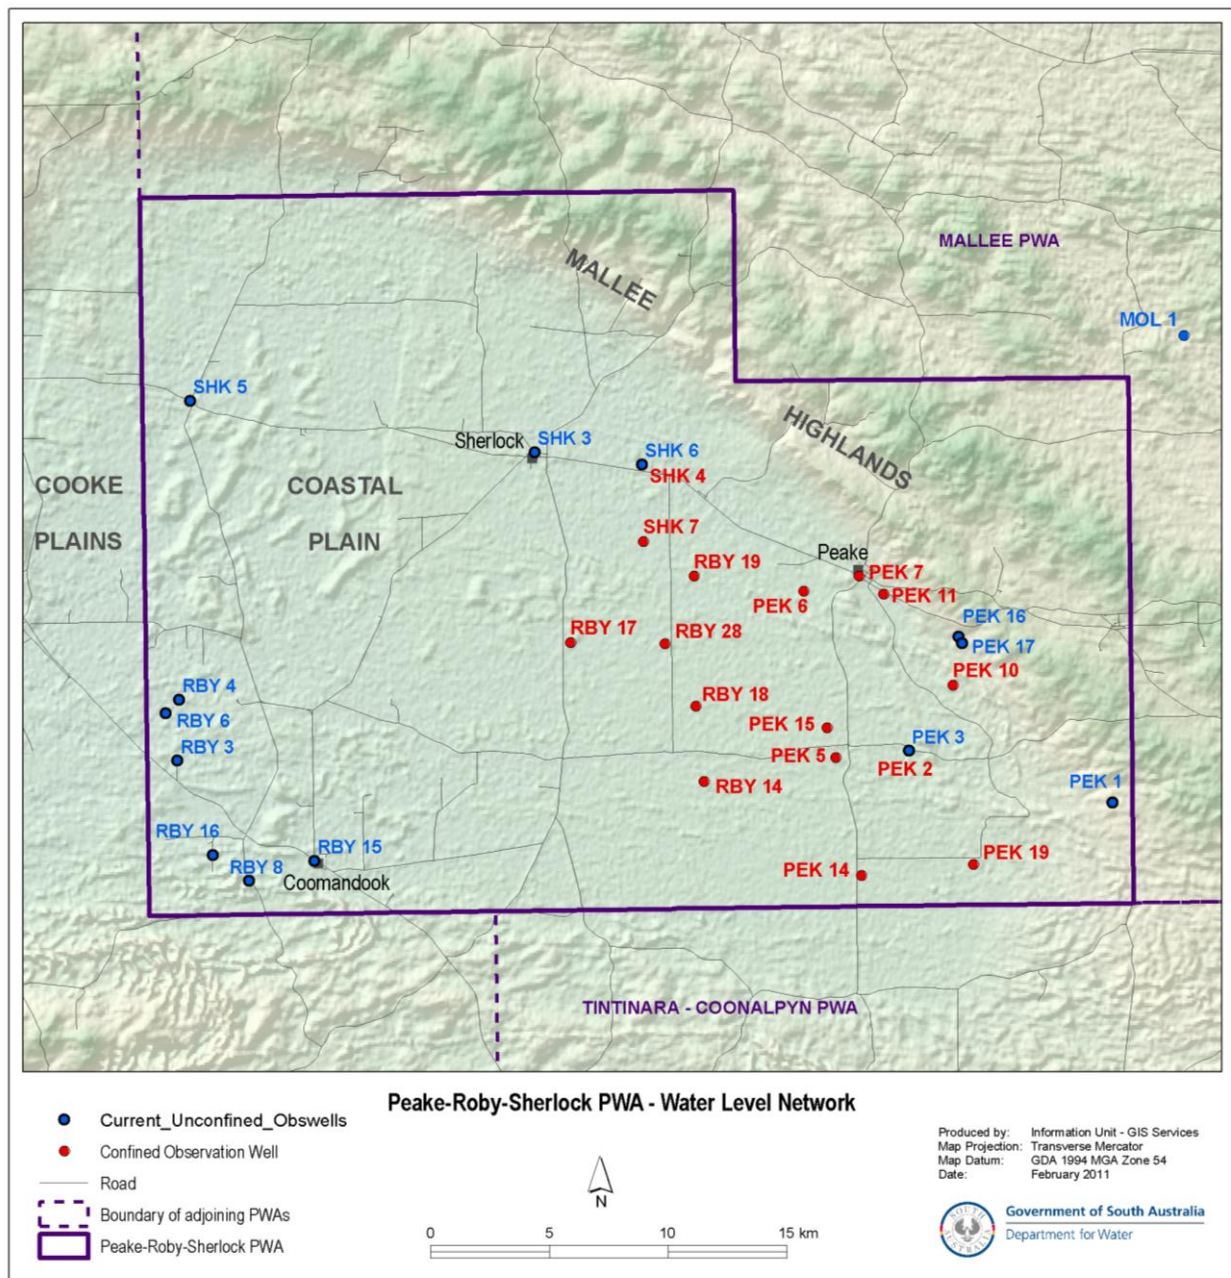 MALLEE PWA
MALLEE
MOL 1
SHK 5
HIGHLANDS
Sherlock
SHK 3
SHK 6
SHK 4
COOKE
PLAINS
COASTAL
PLAIN
SHK 7
Peake
RBY 19
PEK 7
PEK 6
PEK 11
PEK 16
RBY 17
RBY 28
PEK 17
PEK 10
RBY 4
RBY 18
RBY 6
PEK 15
PEK 3
RBY 3
PEK 5
PEK 2
RBY 14
PEK 1
RBY 16
RBY 15
RBY 8
PEK 19
PEK 14
Coomandook
TINTINARA - COONALPYN PWA
Peake-Roby-Sherlock PWA - Water Level Network
Current_Unconfined_Obswells
Confined Observation Well
Road
Boundary of adjoining PWAs
Peake-Roby-Sherlock PWA
N
0 5 10 15 km
Produced by: Information Unit - GIS Services
Map Projection: Transverse Mercator
Map Datum: GDA 1994 MGA Zone 54
Date: February 2011
SOUTH
AUSTRALIA
Government of South Australia
Department for Water